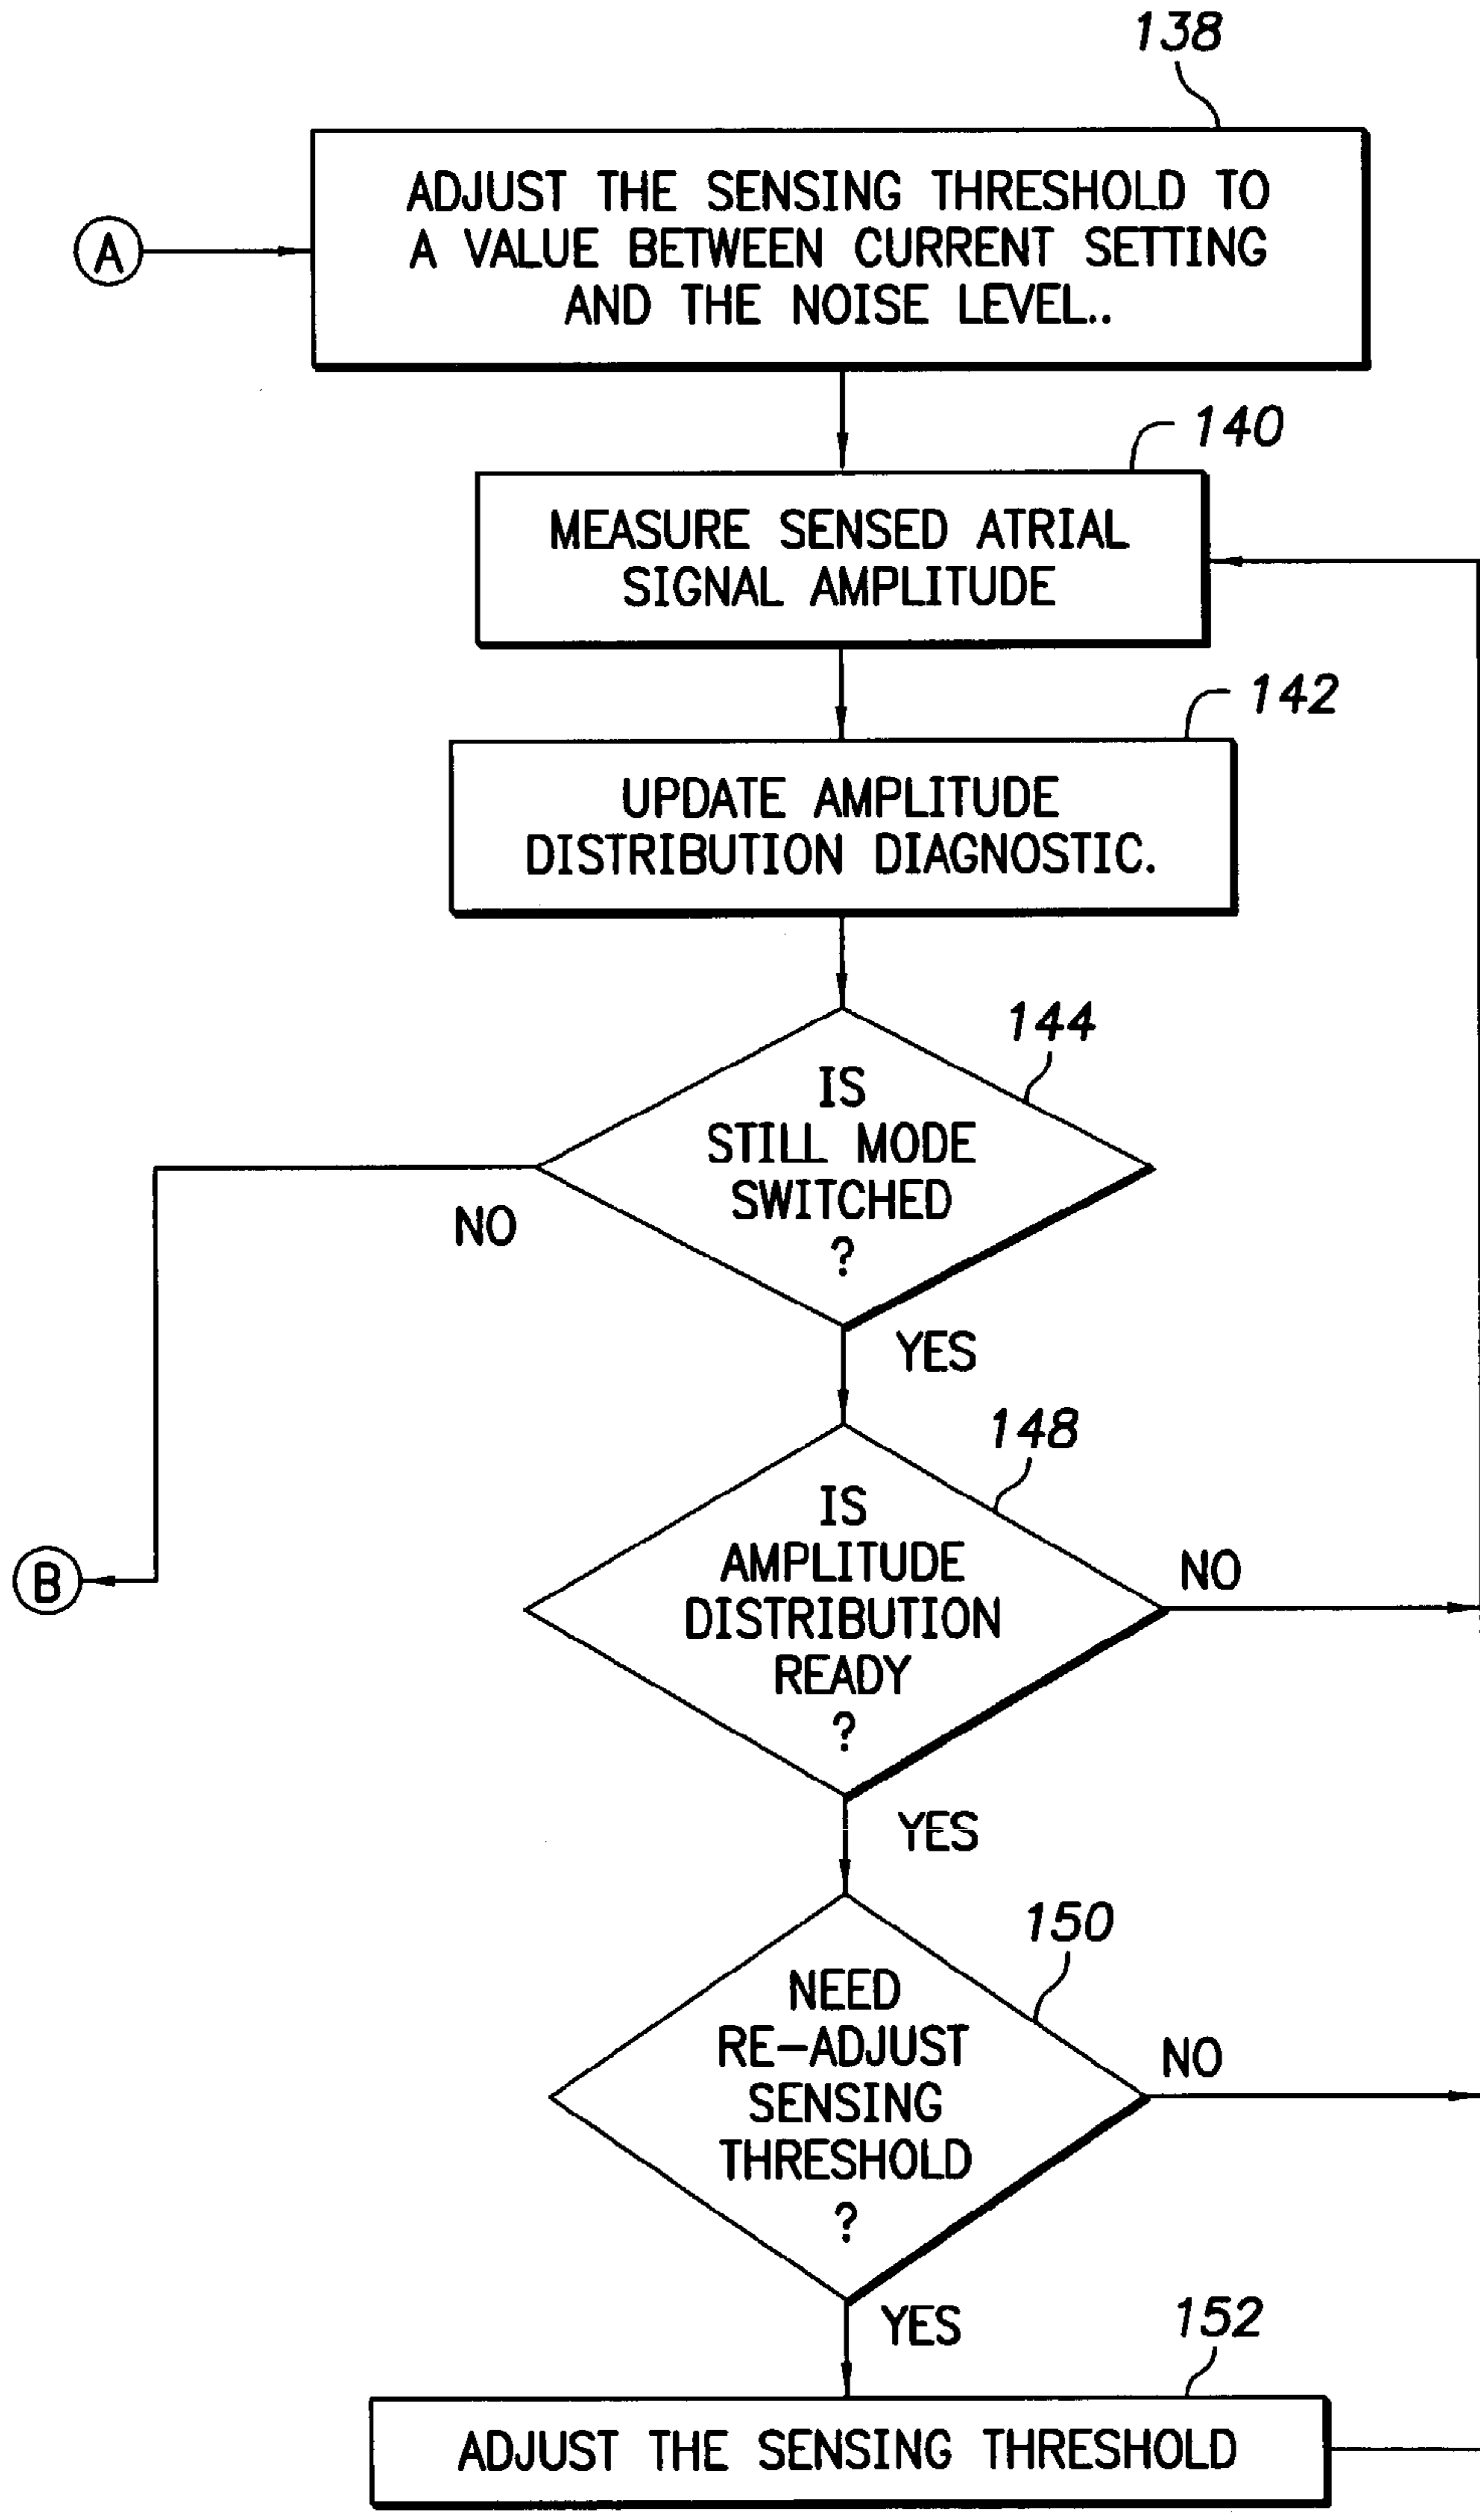 138
ADJUST THE SENSING THRESHOLD TO
A VALUE BETWEEN CURRENT SETTING
AND THE NOISE LEVEL..
A
140
MEASURE SENSED ATRIAL
SIGNAL AMPLITUDE
142
UPDATE AMPLITUDE
DISTRIBUTION DIAGNOSTIC.
144
IS
STILL MODE
SWITCHED
?
NO
YES
148
IS
AMPLITUDE
DISTRIBUTION
READY
?
NO
B
YES
150
NEED
RE-ADJUST
SENSING
THRESHOLD
?
NO
YES
152
ADJUST THE SENSING THRESHOLD